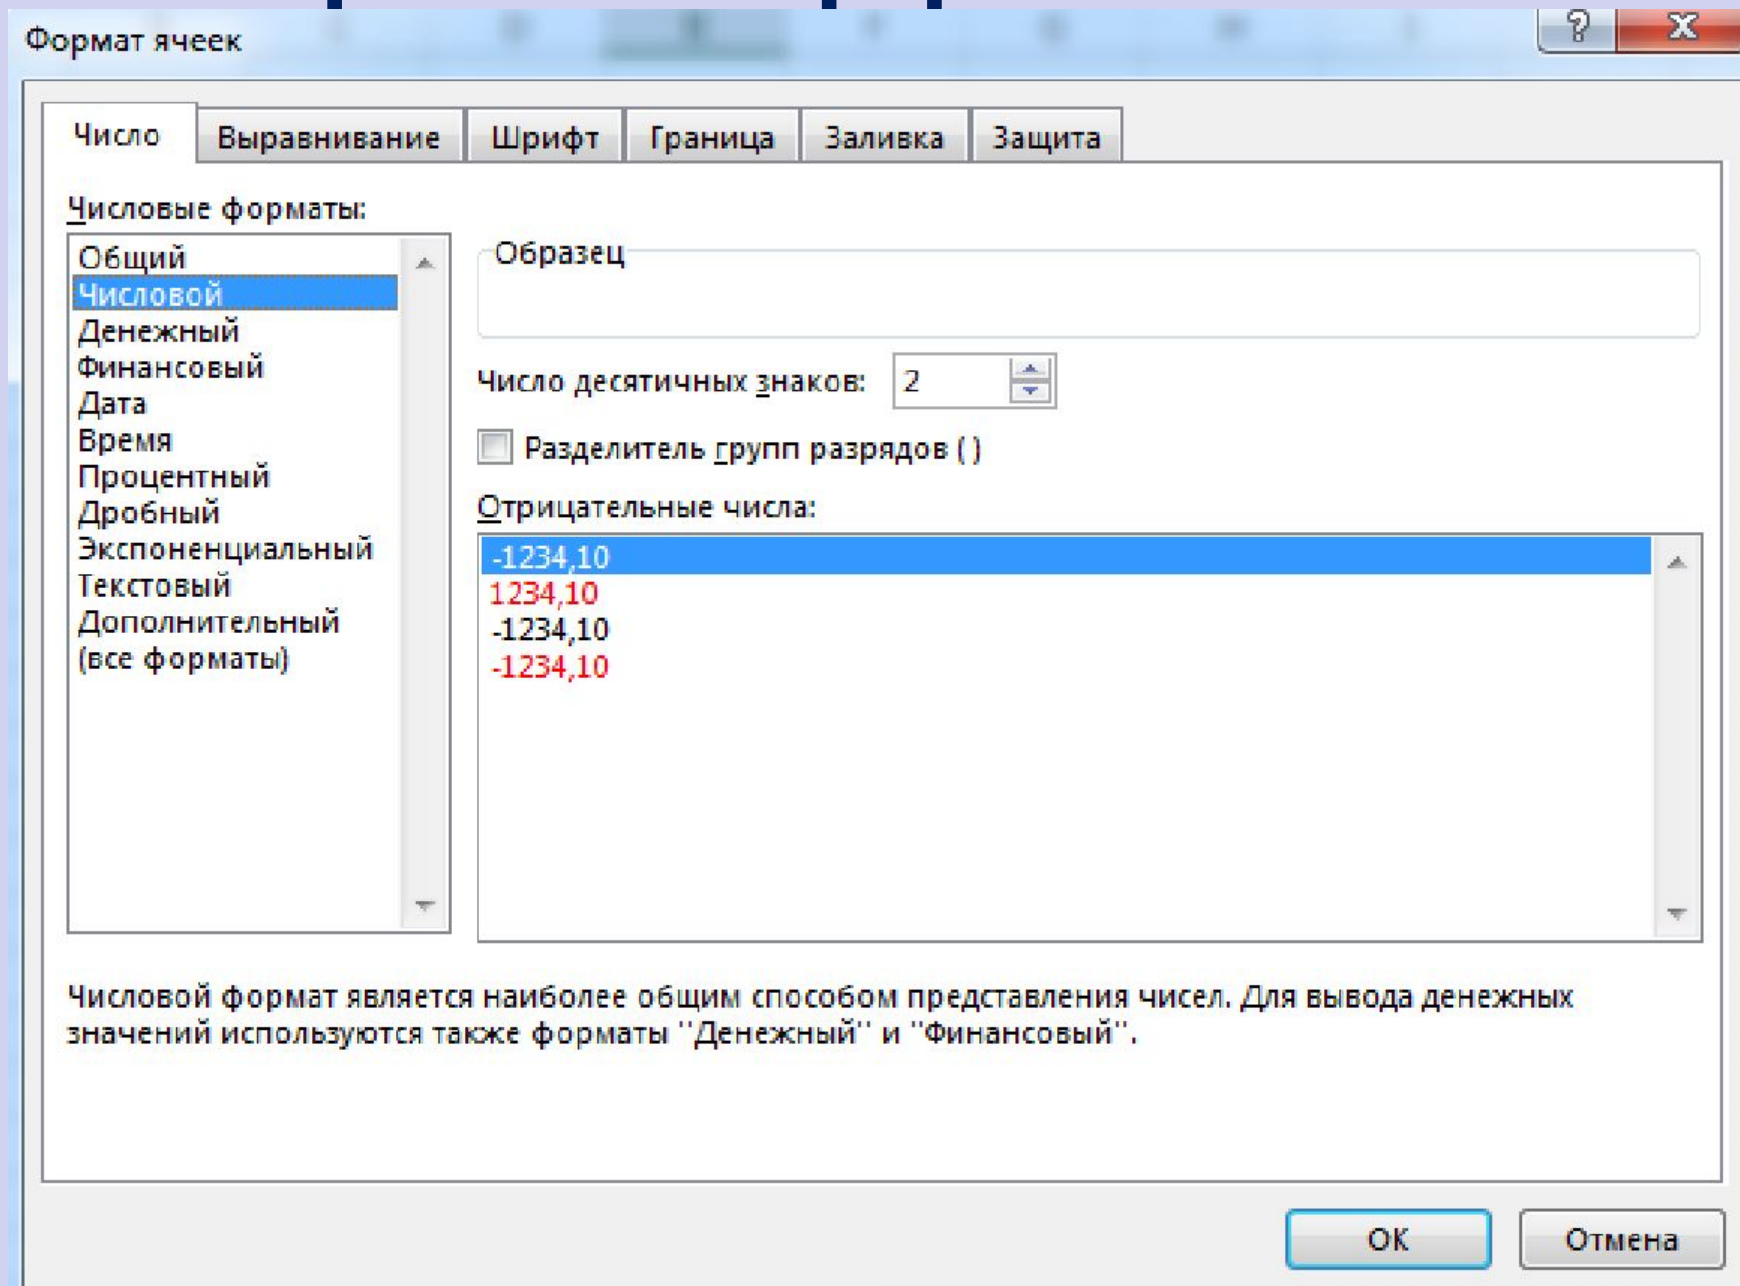 Формат ячеек
Число Выравнивание Шрифт Граница Заливка Защита
Числовые форматы:
Общий
Числовой
Денежный
Финансовый
Дата
Время
Процентный
Дробный
Экспоненциальный
Текстовый
Дополнительный
(все форматы)
Образец
Число десятичных знаков: 2
Разделитель групп разрядов ( )
Отрицательные числа:
-1234,10
1234,10
-1234,10
-1234,10
Числовой формат является наиболее общим способом представления чисел. Для вывода денежных
значений используются также форматы "Денежный" и "Финансовый".
ОК Отмена